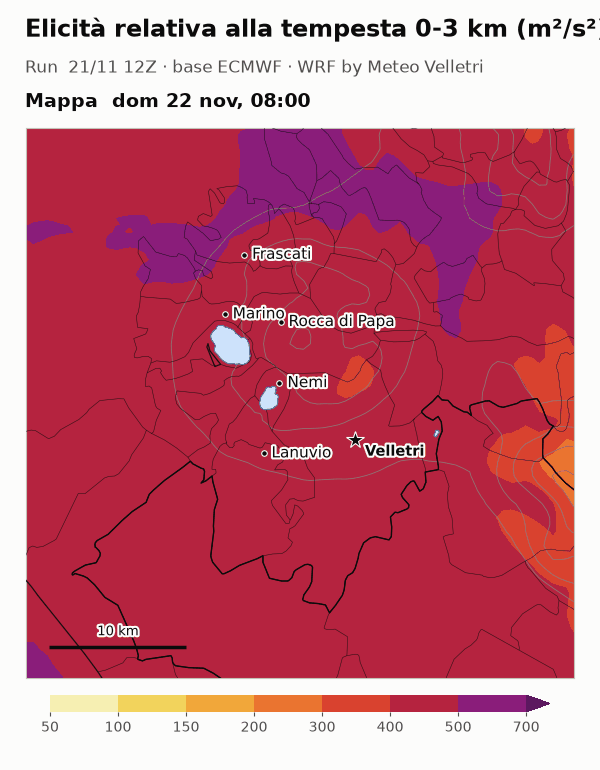 Elicità relativa alla tempesta 0-3 km (m²/s²)
Run  21/11 12Z · base ECMWF · WRF by Meteo Velletri
Mappa  dom 22 nov, 08:00
Frascati
Marino
Rocca di Papa
Nemi
Lanuvio
Velletri
10 km
50 100 150 200 300 400 500 700